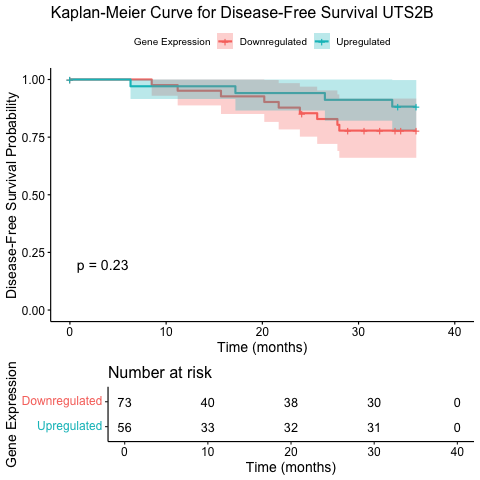 Kaplan-Meier Curve for Disease-Free Survival UTS2B
Gene Expression Downregulated Upregulated
Disease-Free Survival Probability
1.00
0.75
0.50
0.25
0.00
p = 0.23
0 10 20 30 40
Time (months)
Number at risk
Gene Expression
Downregulated 73 40 38 30 0
Upregulated 56 33 32 31 0
0 10 20 30 40
Time (months)